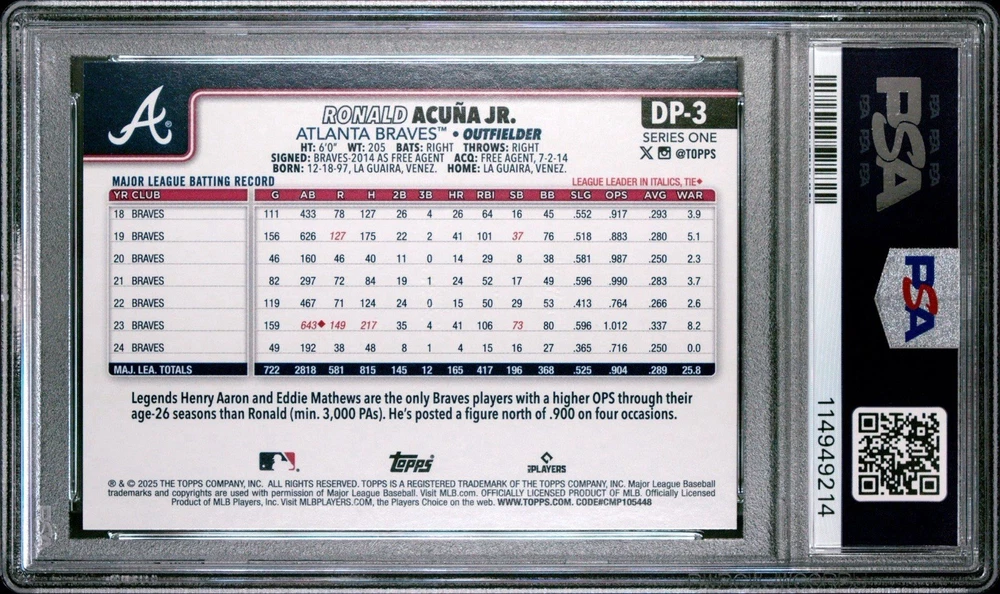 RONALD ACUÑA JR.
DP-3
ATLANTA BRAVES™ • OUTFIELDER
SERIES ONE
HT: 6'0" WT: 205 BATS: RIGHT THROWS: RIGHT
@TOPPS
SIGNED: BRAVES-2014 AS FREE AGENT ACQ: FREE AGENT, 7-2-14
BORN: 12-18-97, LA GUAIRA, VENEZ. HOME: LA GUAIRA, VENEZ.
MAJOR LEAGUE BATTING RECORD
LEAGUE LEADER IN ITALICS, TIE♦
YR CLUB G AB R H 2B 3B HR RBI SB BB SLG OPS AVG WAR
18 BRAVES 111 433 78 127 26 4 26 64 16 45 .552 .917 .293 3.9
19 BRAVES 156 626 127 175 22 2 41 101 37 76 .518 .883 .280 5.1
20 BRAVES 46 160 46 40 11 0 14 29 8 38 .581 .987 .250 2.3
21 BRAVES 82 297 72 84 19 1 24 52 17 49 .596 .990 .283 3.7
22 BRAVES 119 467 71 124 24 0 15 50 29 53 .413 .764 .266 2.6
23 BRAVES 159 643♦ 149 217 35 4 41 106 73 80 .596 1.012 .337 8.2
24 BRAVES 49 192 38 48 8 1 4 15 16 27 .365 .716 .250 0.0
MAJ. LEA. TOTALS 722 2818 581 815 145 12 165 417 196 368 .525 .904 .289 25.8
Legends Henry Aaron and Eddie Mathews are the only Braves players with a higher OPS through their
age-26 seasons than Ronald (min. 3,000 PAs). He's posted a figure north of .900 on four occasions.
Topps
PLAYERS
® & © 2025 THE TOPPS COMPANY, INC. ALL RIGHTS RESERVED. TOPPS IS A REGISTERED TRADEMARK OF THE TOPPS COMPANY, INC. Major League Baseball
trademarks and copyrights are used with permission of Major League Baseball. Visit MLB.com. OFFICIALLY LICENSED PRODUCT OF MLB. Officially Licensed
Product of MLB Players, Inc. Visit MLBPLAYERS.COM, the Players Choice on the web. WWW.TOPPS.COM. CODE#CMP105448
PSA
PSA
114949214